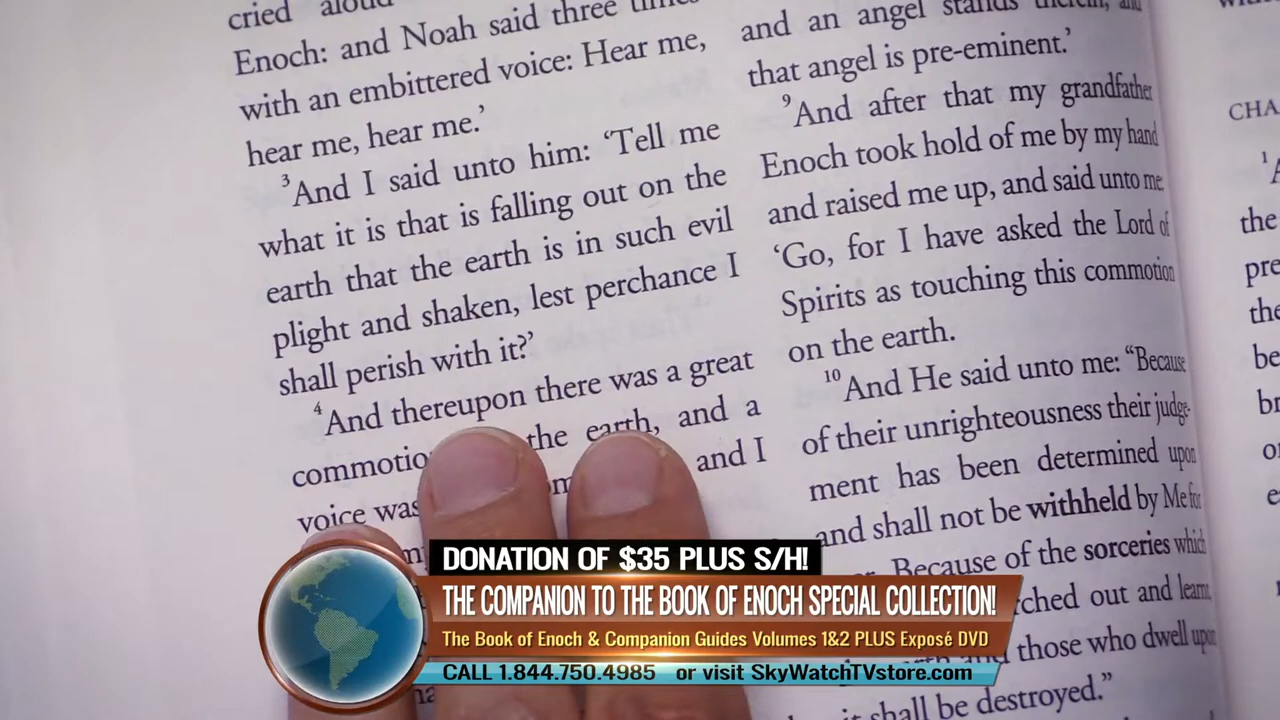 cried aloud
Enoch: and Noah said three times
with an embittered voice: Hear me,
hear me, hear me.’
³And I said unto him: ‘Tell me
what it is that is falling out on the
earth that the earth is in such evil
plight and shaken, lest perchance I
shall perish with it?’
⁴And thereupon there was a great
the earth, and a
voice was and I
and an angel stands therein, and
that angel is pre-eminent.’
⁹And after that my grandfather
Enoch took hold of me by my hand
and raised me up, and said unto me
‘Go, for I have asked the Lord of
Spirits as touching this commotion
on the earth.
¹⁰And He said unto me: “Because
of their unrighteousness their judge-
ment has been determined upon
and shall not be withheld by Me for
Because of the sorceries which
out and learnt
those who dwell upon
it shall be destroyed.”
CHA
¹
the
DONATION OF $35 PLUS S/H!
THE COMPANION TO THE BOOK OF ENOCH SPECIAL COLLECTION!
The Book of Enoch & Companion Guides Volumes 1&2 PLUS Exposé DVD
CALL 1.844.750.4985 or visit SkyWatchTVstore.com